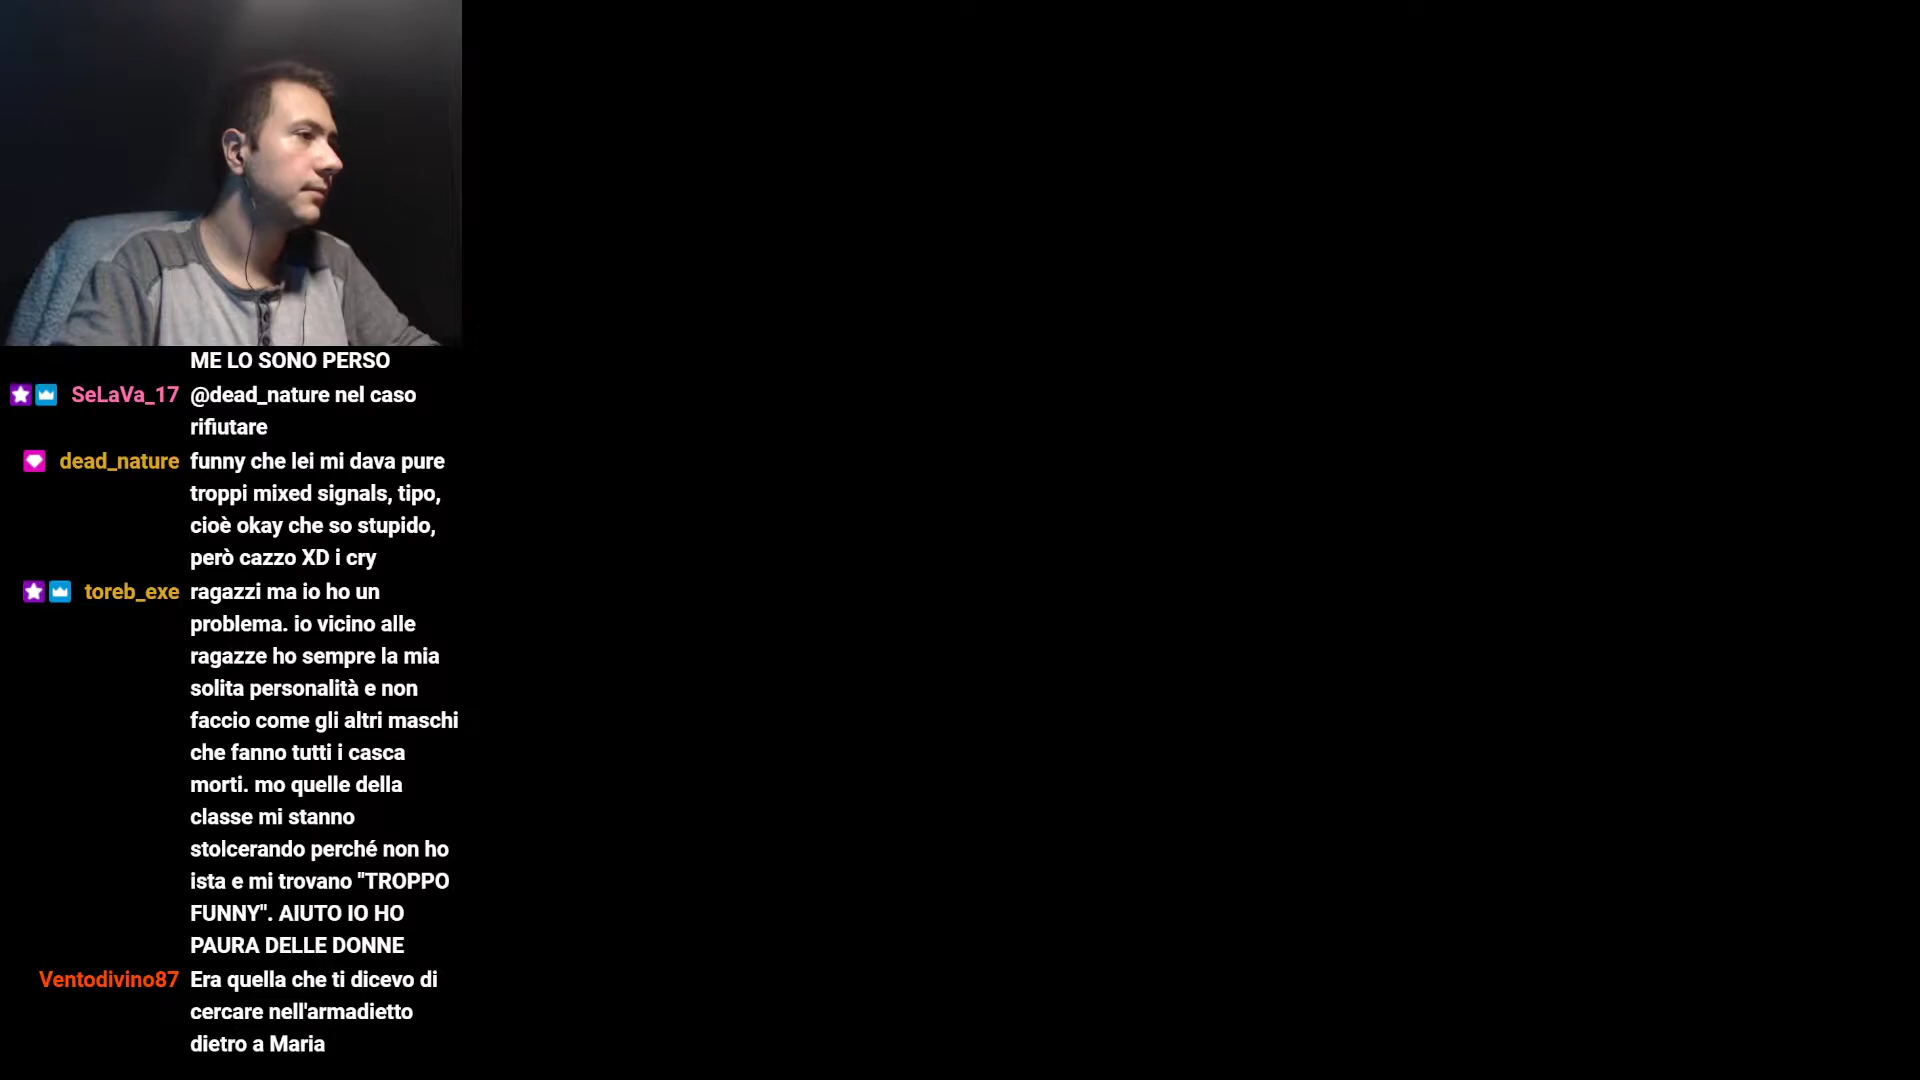 ME LO SONO PERSO
SeLaVa_17 @dead_nature nel caso
rifiutare
dead_nature funny che lei mi dava pure
troppi mixed signals, tipo,
cioè okay che so stupido,
però cazzo XD i cry
toreb_exe ragazzi ma io ho un
problema. io vicino alle
ragazze ho sempre la mia
solita personalità e non
faccio come gli altri maschi
che fanno tutti i casca
morti. mo quelle della
classe mi stanno
stolcerando perché non ho
ista e mi trovano "TROPPO
FUNNY". AIUTO IO HO
PAURA DELLE DONNE
Ventodivino87 Era quella che ti dicevo di
cercare nell'armadietto
dietro a Maria